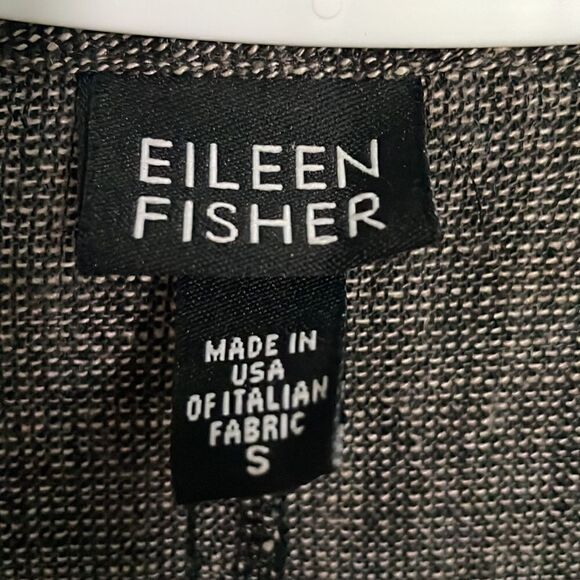 EILEEN
FISHER
MADE IN
USA
OF ITALIAN
FABRIC
S